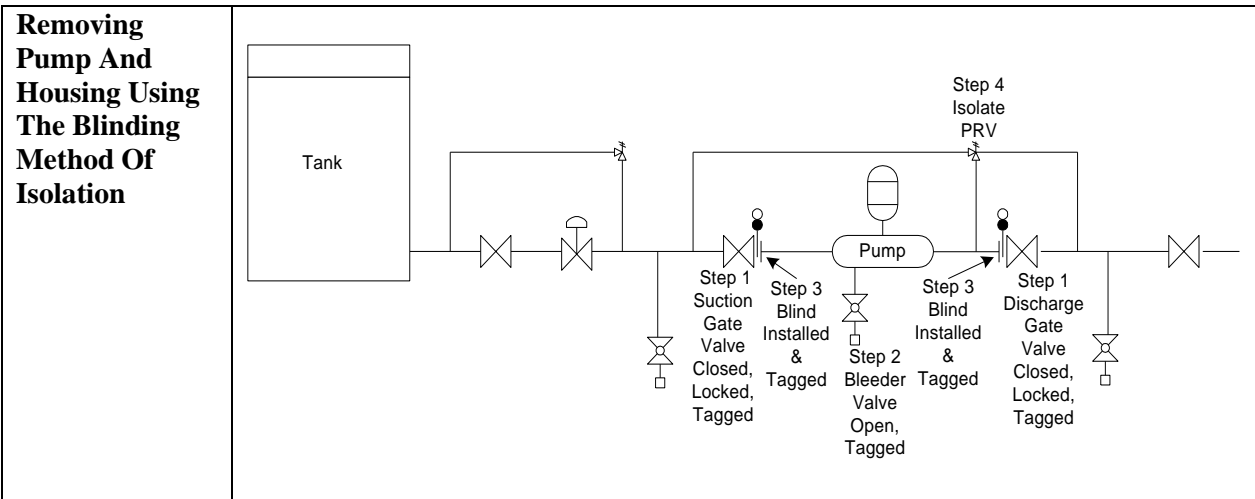 Removing
Pump And
Housing Using
The Blinding
Method Of
Isolation
Tank
Step 4
Isolate
PRV
Pump
Step 1
Suction
Gate
Valve
Closed,
Locked,
Tagged
Step 3
Blind
Installed
&
Tagged
Step 2
Bleeder
Valve
Open,
Tagged
Step 3
Blind
Installed
&
Tagged
Step 1
Discharge
Gate
Valve
Closed,
Locked,
Tagged